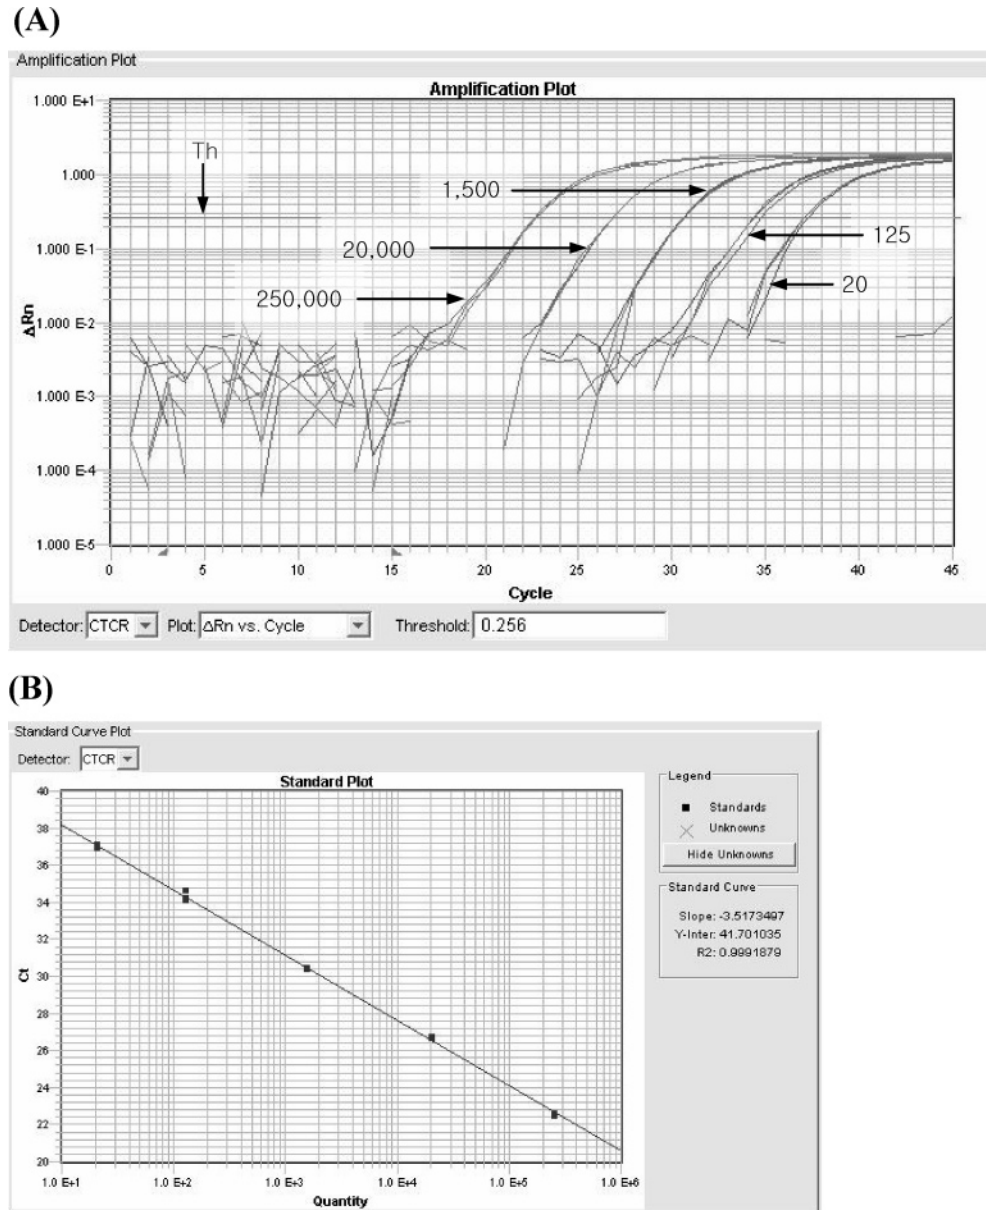 (A)
Amplification Plot
Amplification Plot
1.000 E+1
1.000
1.000 E-1
1.000 E-2
1.000 E-3
1.000 E-4
1.000 E-5
ΔRn
Th
1,500
20,000
250,000
125
20
0 5 10 15 20 25 30 35 40 45
Cycle
Detector: CTCR Plot: ΔRn vs. Cycle Threshold: 0.256
(B)
Standard Curve Plot
Detector: CTCR
Standard Plot
40
38
36
34
32
30
28
26
24
22
20
Ct
1.0 E+1 1.0 E+2 1.0 E+3 1.0 E+4 1.0 E+5 1.0 E+6
Quantity
Legend
Standards
Unknowns
Hide Unknowns
Standard Curve
Slope: -3.5173497
Y-Inter: 41.701035
R2: 0.9991879